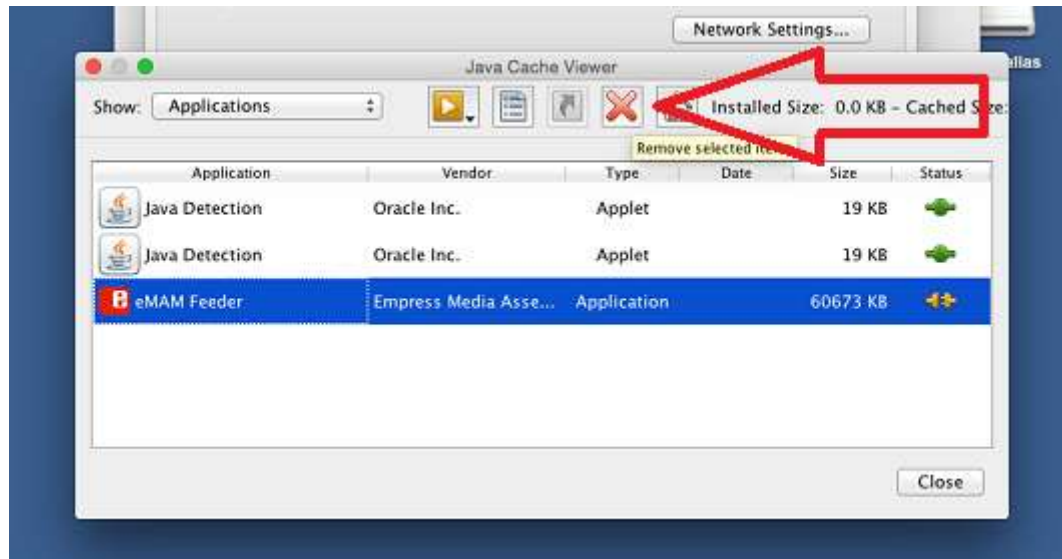 Network Settings...
Java Cache Viewer
Show: Applications
Installed Size: 0.0 KB - Cached Size:
Remove selected
Application Vendor Type Date Size Status
Java Detection Oracle Inc. Applet 19 KB
Java Detection Oracle Inc. Applet 19 KB
eMAM Feeder Empress Media Asse... Application 60673 KB
Close